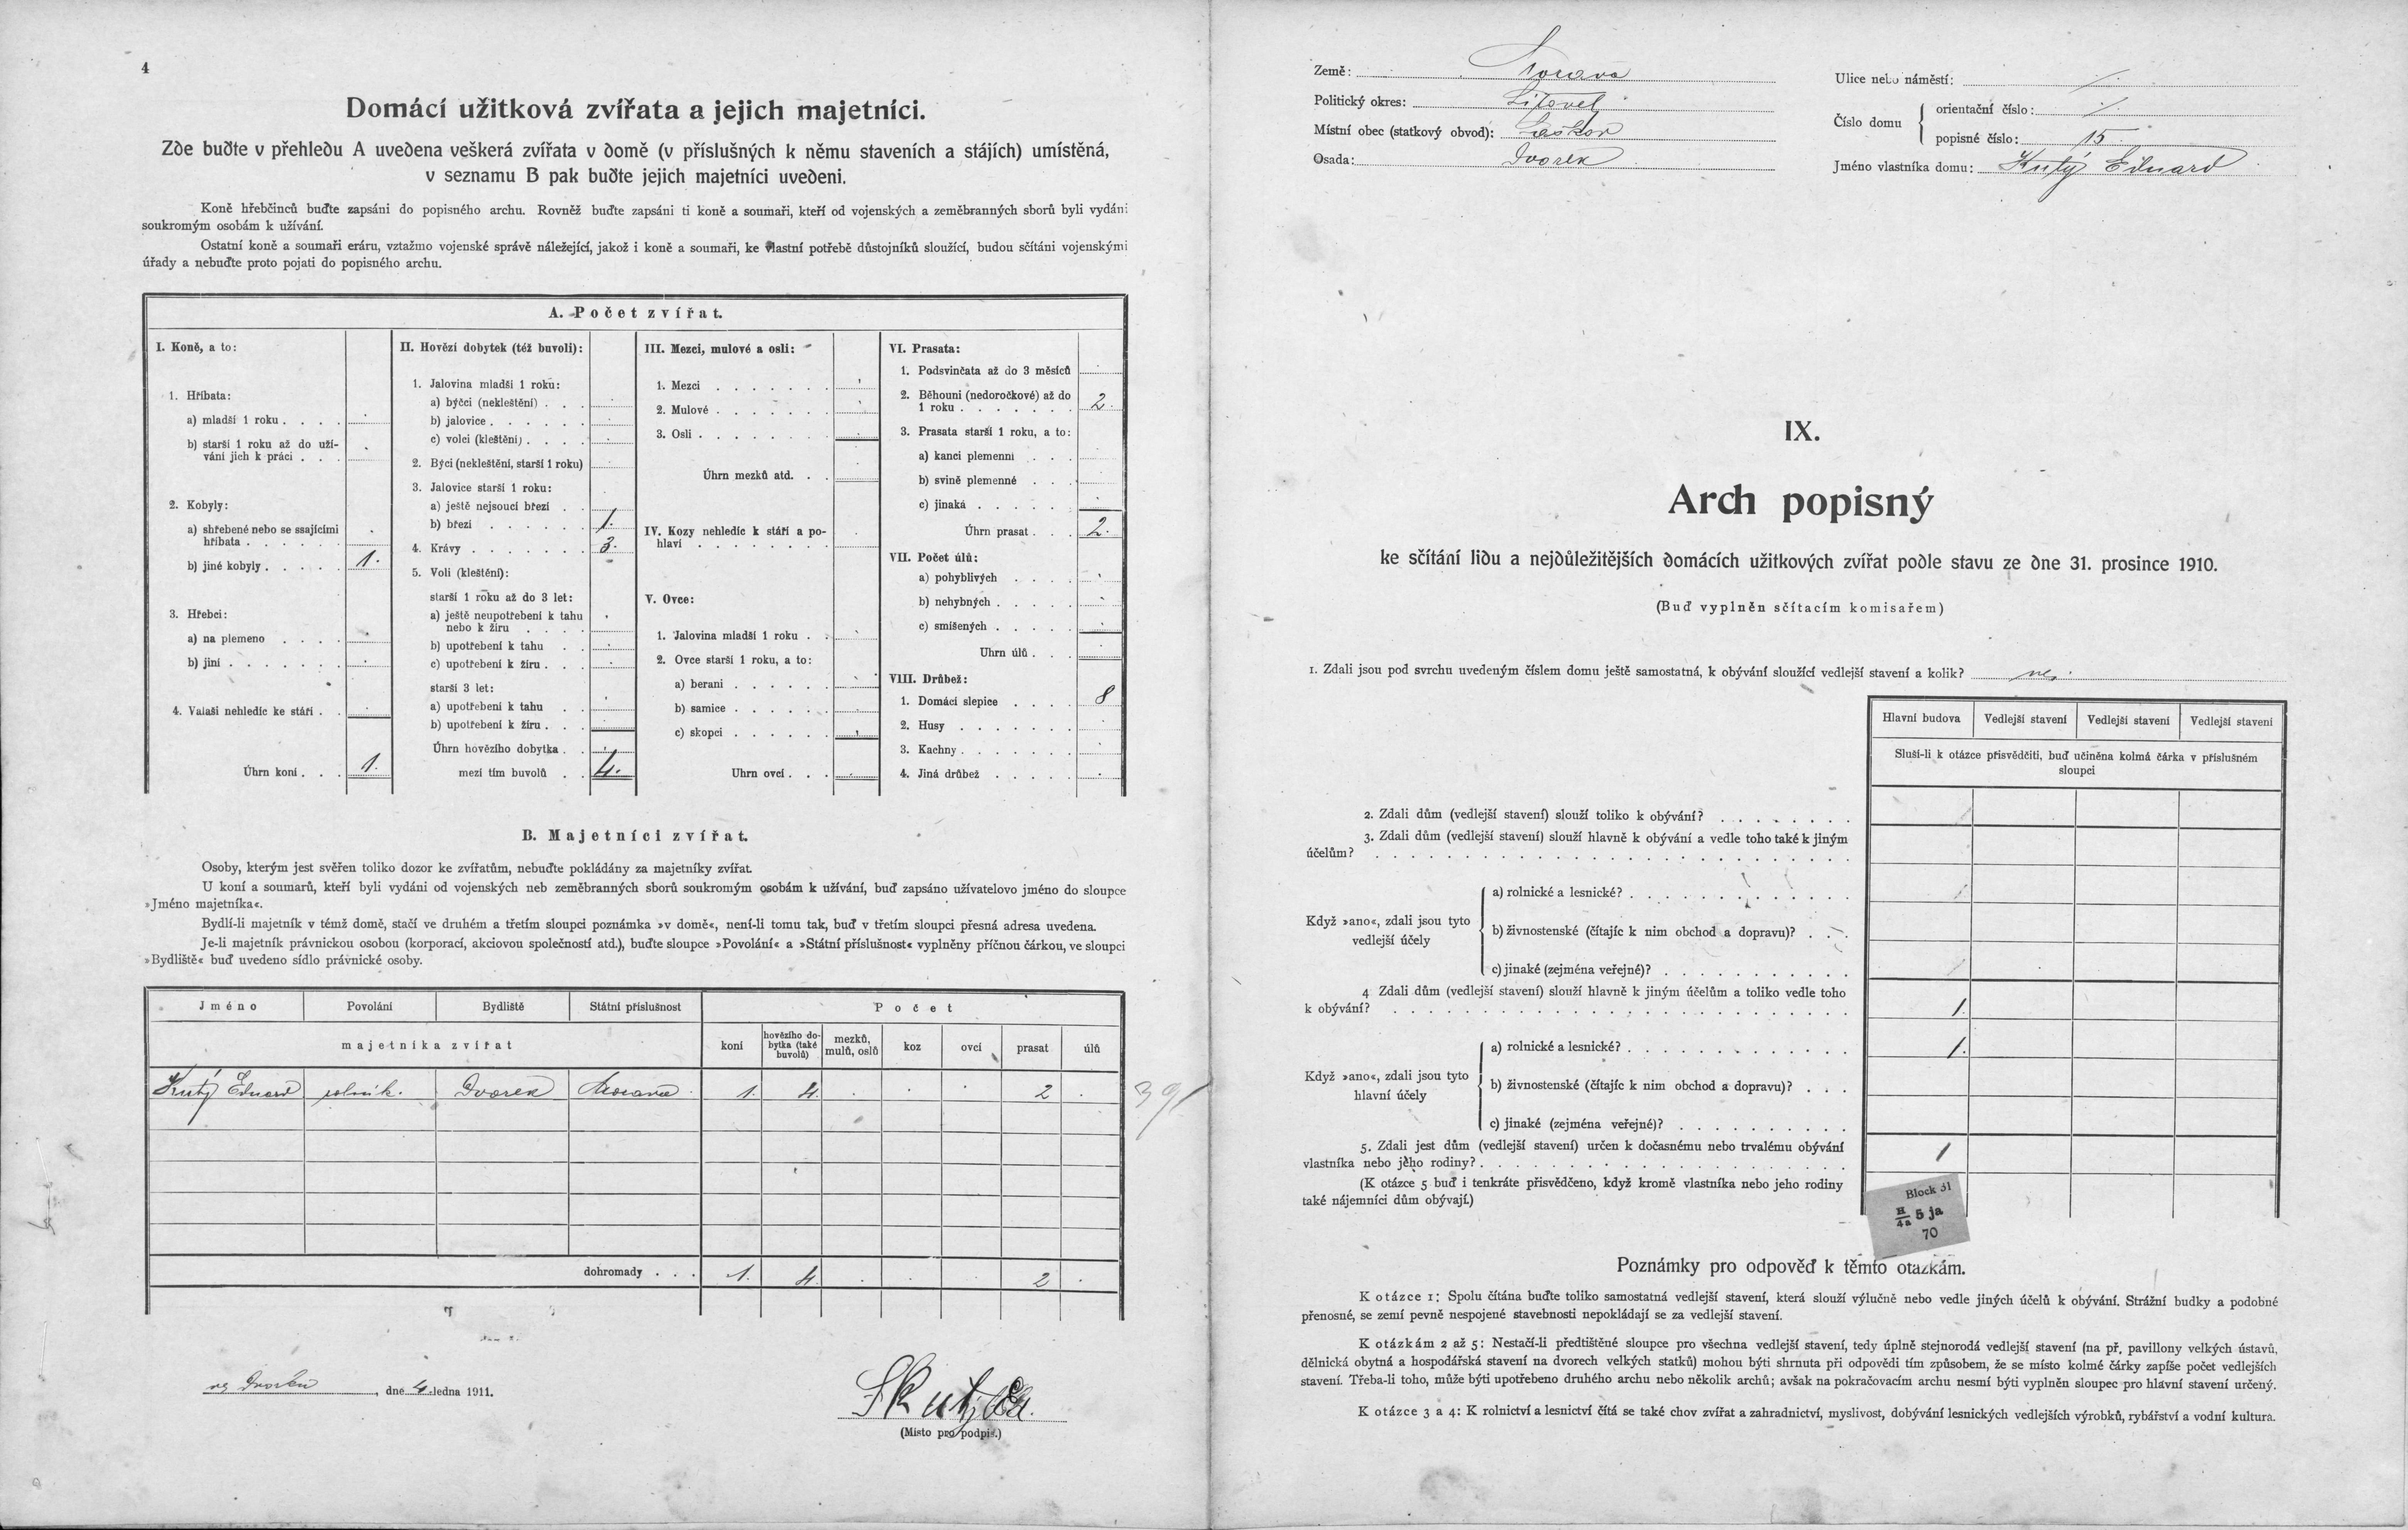 4
Domácí užitková zvířata a jejich majetníci.
Zde buďte v přehledu A uvedena veškerá zvířata v domě (v příslušných k němu staveních a stájích) umístěná,
v seznamu B pak buďte jejich majetníci uvedeni.
Koně hřebčinců buďte zapsáni do popisného archu. Rovněž buďte zapsáni ti koně a soumaři, kteří od vojenských a zeměbranných sborů byli vydáni
soukromým osobám k užívání.
Ostatní koně a soumaři eráru, vztažmo vojenské správě náležející, jakož i koně a soumaři, ke vlastní potřebě důstojníků sloužící, budou sčítáni vojenskými
úřady a nebuďte proto pojati do popisného archu.
A. Počet zvířat.
I. Koně, a to:
1. Hříbata:
a) mladší 1 roku . . . .
b) starší 1 roku až do uží-
vání jich k práci . . .
2. Kobyly:
a) shřebené nebo se ssajícími
hříbata . . . . . .
b) jiné kobyly . . . . . 1.
3. Hřebci:
a) na plemeno . . . .
b) jiní . . . . . . .
4. Valaši nehledíc ke stáří . .
Úhrn koní . . . 1.
II. Hovězí dobytek (též buvoli):
1. Jalovina mladší 1 roku:
a) býčci (nekleštění) . . .
b) jalovice . . . . . .
c) volci (kleštění) . . . .
2. Býci (nekleštění, starší 1 roku)
3. Jalovice starší 1 roku:
a) ještě nejsoucí březí . .
b) březí . . . . . . 1.
4. Krávy . . . . . . . 3.
5. Voli (kleštění):
starší 1 roku až do 3 let:
a) ještě neupotřebení k tahu
nebo k žíru . . . .
b) upotřebení k tahu . .
c) upotřebení k žíru . . .
starší 3 let:
a) upotřebení k tahu . .
b) upotřebení k žíru . . .
Úhrn hovězího dobytka . .
mezi tím buvolů . . 4.
III. Mezci, mulové a osli:
1. Mezci . . . . . . .
2. Mulové . . . . . . .
3. Osli . . . . . . . .
Úhrn mezků atd. . .
IV. Kozy nehledíc k stáří a po-
hlaví . . . . . . .
V. Ovce:
1. Jalovina mladší 1 roku . .
2. Ovce starší 1 roku, a to:
a) berani . . . . . .
b) samice . . . . . .
c) skopci . . . . . .
Uhrn ovcí . . .
VI. Prasata:
1. Podsvinčata až do 3 měsíců
2. Běhouni (nedoročkové) až do
1 roku . . . . . . . 2.
3. Prasata starší 1 roku, a to:
a) kanci plemenní . . .
b) svině plemenné . . .
c) jinaká . . . . . .
Úhrn prasat . . . 2.
VII. Počet úlů:
a) pohyblivých . . . .
b) nehybných . . . . .
c) smíšených . . . . .
Uhrn úlů . . .
VIII. Drůbež:
1. Domácí slepice . . . . 8
2. Husy . . . . . . .
3. Kachny . . . . . . .
4. Jiná drůbež . . . . .
B. Majetníci zvířat.
Osoby, kterým jest svěřen toliko dozor ke zvířatům, nebuďte pokládány za majetníky zvířat.
U koní a soumarů, kteří byli vydáni od vojenských neb zeměbranných sborů soukromým osobám k užívání, buď zapsáno uživatelovo jméno do sloupce
»Jméno majetníka«.
Bydlí-li majetník v témž domě, stačí ve druhém a třetím sloupci poznámka »v domě«, není-li tomu tak, buď v třetím sloupci přesná adresa uvedena.
Je-li majetník právnickou osobou (korporací, akciovou společností atd.), buďte sloupce »Povolání« a »Státní příslušnost« vyplněny příčnou čárkou, ve sloupci
»Bydliště« buď uvedeno sídlo právnické osoby.
Jméno Povolání Bydliště Státní příslušnost Počet
majetníka zvířat
koní hovězího do-bytka (také buvolů) mezků, mulů, oslů koz ovcí prasat úlů
Kutý Eduard rolník. Dvorek Morava 1. 4. 2
dohromady . . . 1. 4. 2
ve Dvorku, dne 4. ledna 1911.
(Místo pro podpis.)
Země: Morava
Politický okres: Litovel
Místní obec (statkový obvod): Laškov
Osada: Dvorek
Ulice nebo náměstí: /.
Číslo domu
orientační číslo: /.
popisné číslo: 15
Jméno vlastníka domu: Kutý Eduard
IX.
Arch popisný
ke sčítání lidu a nejdůležitějších domácích užitkových zvířat podle stavu ze dne 31. prosince 1910.
(Buď vyplněn sčítacím komisařem)
1. Zdali jsou pod svrchu uvedeným číslem domu ještě samostatná, k obývání sloužící vedlejší stavení a kolik? ne.
Hlavní budova Vedlejší stavení Vedlejší stavení Vedlejší stavení
Sluší-li k otázce přisvědčiti, buď učiněna kolmá čárka v příslušném
sloupci
2. Zdali dům (vedlejší stavení) slouží toliko k obývání? . . . . . . . .
3. Zdali dům (vedlejší stavení) slouží hlavně k obývání a vedle toho také k jiným
účelům? . . . . . . . .
Když »ano«, zdali jsou tyto
vedlejší účely
a) rolnické a lesnické? . . . . . . . .
b) živnostenské (čítajíc k nim obchod a dopravu)? . . .
c) jinaké (zejména veřejné)? . . . . . . . .
4 Zdali dům (vedlejší stavení) slouží hlavně k jiným účelům a toliko vedle toho
k obývání? . . . . . . . . 1.
Když »ano«, zdali jsou tyto
hlavní účely
a) rolnické a lesnické? . . . . . . . . 1.
b) živnostenské (čítajíc k nim obchod a dopravu)? . . .
c) jinaké (zejména veřejné)? . . . . . . . .
5. Zdali jest dům (vedlejší stavení) určen k dočasnému nebo trvalému obývání
vlastníka nebo jeho rodiny? . . . . . . . . 1
(K otázce 5 buď i tenkráte přisvědčeno, když kromě vlastníka nebo jeho rodiny
také nájemníci dům obývají.)
Block 31
H/4a 5 ja
70
Poznámky pro odpověď k těmto otázkám.
K otázce 1: Spolu čítána buďte toliko samostatná vedlejší stavení, která slouží výlučně nebo vedle jiných účelů k obývání. Strážní budky a podobné
přenosné, se zemí pevně nespojené stavebnosti nepokládají se za vedlejší stavení.
K otázkám 2 až 5: Nestačí-li předtištěné sloupce pro všechna vedlejší stavení, tedy úplně stejnorodá vedlejší stavení (na př. pavillony velkých ústavů,
dělnická obytná a hospodářská stavení na dvorech velkých statků) mohou býti shrnuta při odpovědi tím způsobem, že se místo kolmé čárky zapíše počet vedlejších
stavení. Třeba-li toho, může býti upotřebeno druhého archu nebo několik archů; avšak na pokračovacím archu nesmí býti vyplněn sloupec pro hlavní stavení určený.
K otázce 3 a 4: K rolnictví a lesnictví čítá se také chov zvířat a zahradnictví, myslivost, dobývání lesnických vedlejších výrobků, rybářství a vodní kultura.